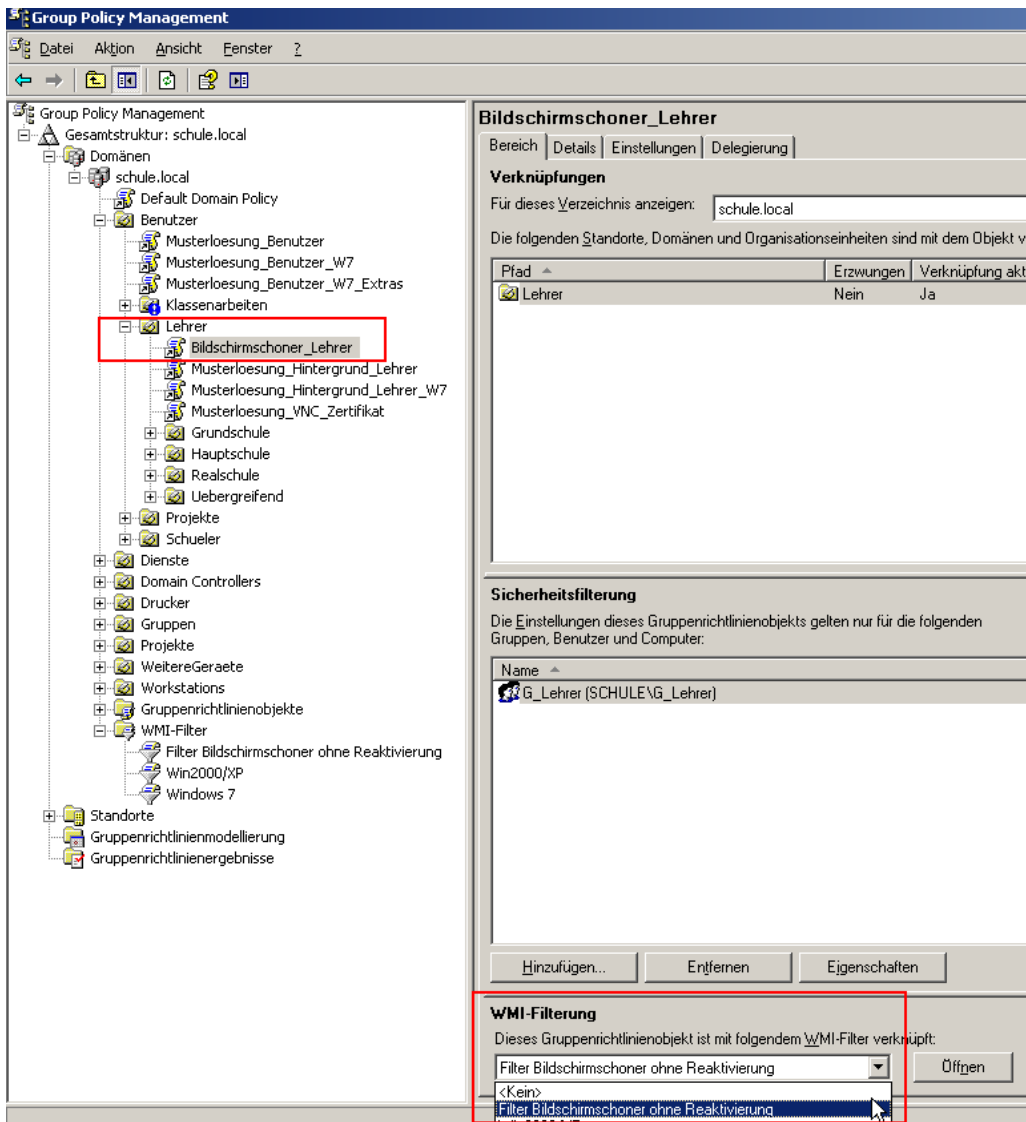 Group Policy Management
Datei Aktion Ansicht Fenster ?
Group Policy Management
Gesamtstruktur: schule.local
Domänen
schule.local
Default Domain Policy
Benutzer
Musterloesung_Benutzer
Musterloesung_Benutzer_W7
Musterloesung_Benutzer_W7_Extras
Klassenarbeiten
Lehrer
Bildschirmschoner_Lehrer
Musterloesung_Hintergrund_Lehrer
Musterloesung_Hintergrund_Lehrer_W7
Musterloesung_VNC_Zertifikat
Grundschule
Hauptschule
Realschule
Uebergreifend
Projekte
Schueler
Dienste
Domain Controllers
Drucker
Gruppen
Projekte
WeitereGeraete
Workstations
Gruppenrichtlinienobjekte
WMI-Filter
Filter Bildschirmschoner ohne Reaktivierung
Win2000/XP
Windows 7
Standorte
Gruppenrichtlinienmodellierung
Gruppenrichtlinienergebnisse
Bildschirmschoner_Lehrer
Bereich Details Einstellungen Delegierung
Verknüpfungen
Für dieses Verzeichnis anzeigen: schule.local
Die folgenden Standorte, Domänen und Organisationseinheiten sind mit dem Objekt v
Pfad Erzwungen Verknüpfung akt
Lehrer Nein Ja
Sicherheitsfilterung
Die Einstellungen dieses Gruppenrichtlinienobjekts gelten nur für die folgenden
Gruppen, Benutzer und Computer:
Name
G_Lehrer (SCHULE\G_Lehrer)
Hinzufügen... Entfernen Eigenschaften
WMI-Filterung
Dieses Gruppenrichtlinienobjekt ist mit folgendem WMI-Filter verknüpft:
Filter Bildschirmschoner ohne Reaktivierung Öffnen
<Kein>
Filter Bildschirmschoner ohne Reaktivierung